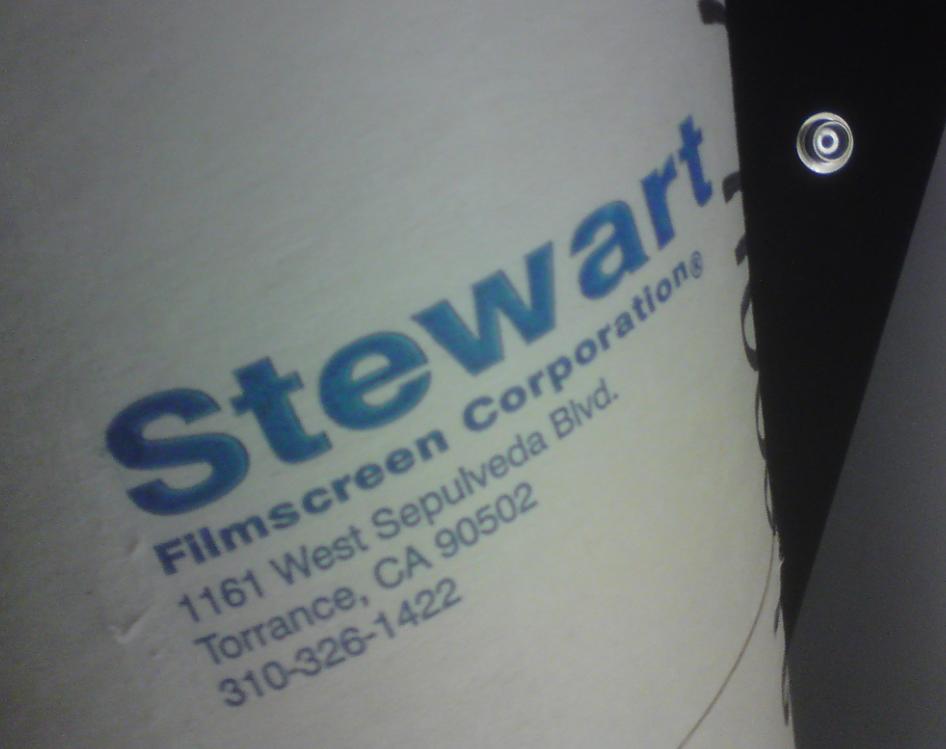 Stewart
Filmscreen Corporation®
1161 West Sepulveda Blvd.
Torrance, CA 90502
310-326-1422